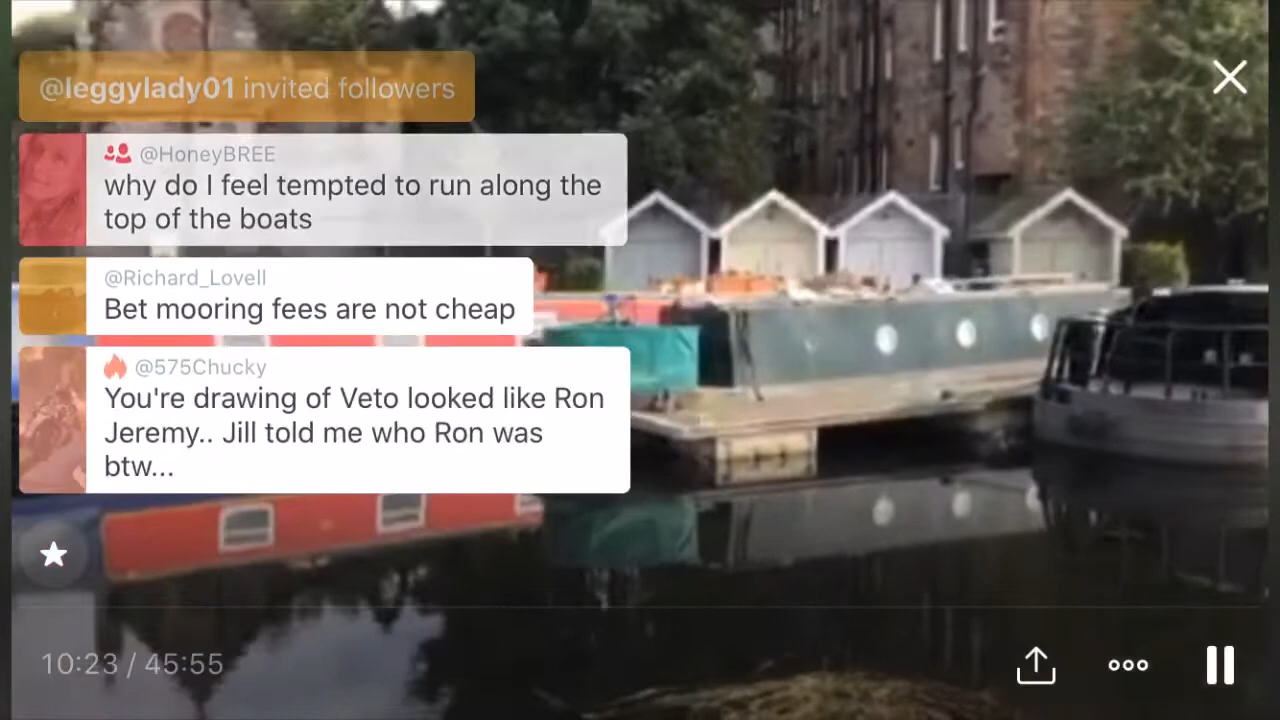 @leggylady01 invited followers
@HoneyBREE
why do I feel tempted to run along the
top of the boats
@Richard_Lovell
Bet mooring fees are not cheap
@575Chucky
You're drawing of Veto looked like Ron
Jeremy.. Jill told me who Ron was
btw...
10:23 / 45:55